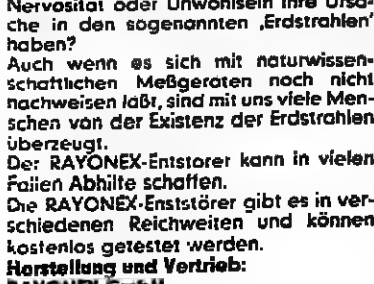 Nervosität oder Unwohlsein ihre Ursa-
che in den sogenannten ‚Erdstrahlen'
haben?
Auch wenn es sich mit naturwissen-
schaftlichen Meßgeräten noch nicht
nachweisen läßt, sind mit uns viele Men-
schen von der Existenz der Erdstrahlen
überzeugt.
Der RAYONEX-Entstörer kann in vielen
Fällen Abhilfe schaffen.
Die RAYONEX-Enststörer gibt es in ver-
schiedenen Reichweiten und können
kostenlos getestet werden.
Herstellung und Vertrieb:
RAYONEX GmbH